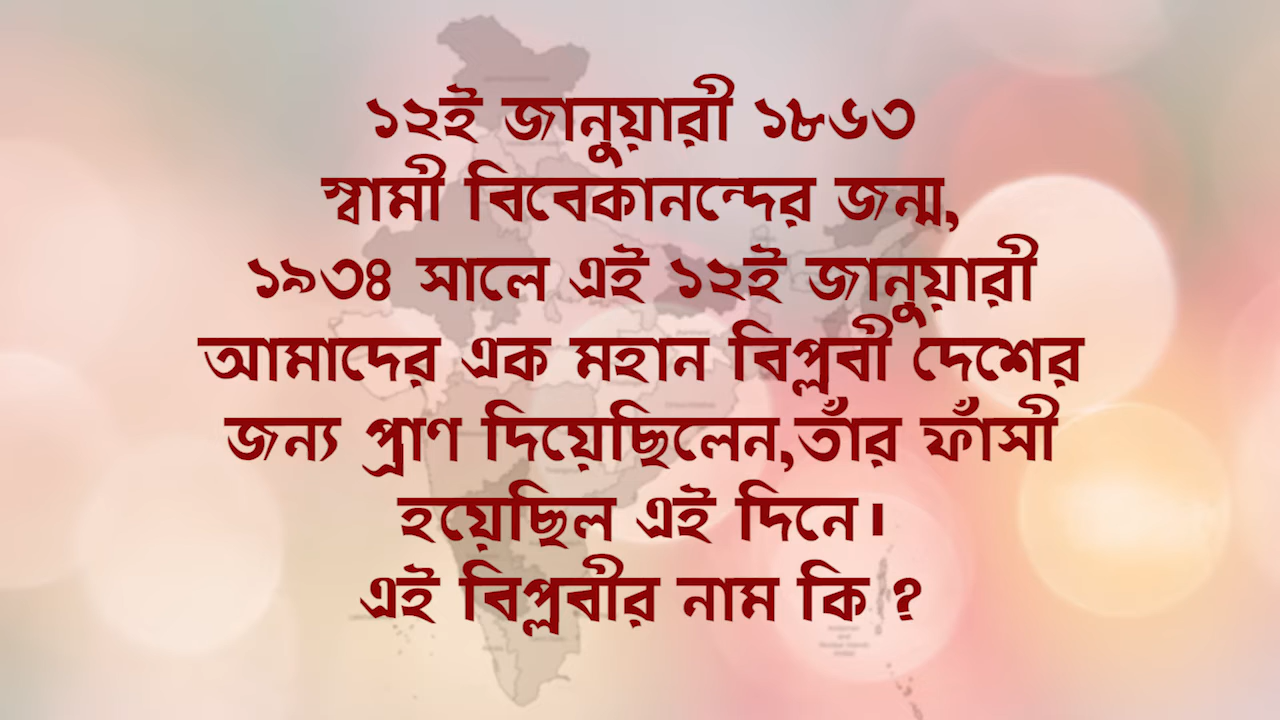 ১২ই জানুয়ারী ১৮৬৩
স্বামী বিবেকানন্দের জন্ম,
১৯৩৪ সালে এই ১২ই জানুয়ারী
আমাদের এক মহান বিপ্লবী দেশের
জন্য প্রাণ দিয়েছিলেন,তাঁর ফাঁসী
হয়েছিল এই দিনে।
এই বিপ্লবীর নাম কি ?